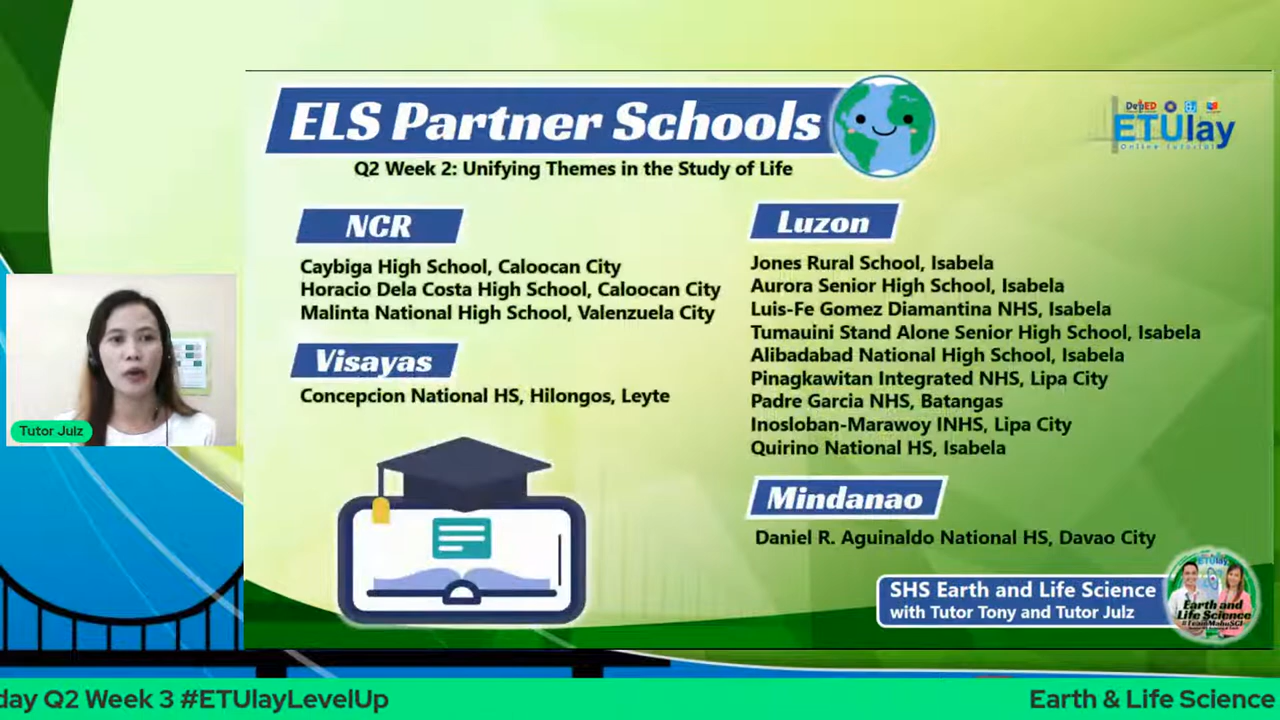 ELS Partner Schools
Q2 Week 2: Unifying Themes in the Study of Life
DepED
ETUlay
Online Tutorial
NCR
Caybiga High School, Caloocan City
Horacio Dela Costa High School, Caloocan City
Malinta National High School, Valenzuela City
Visayas
Concepcion National HS, Hilongos, Leyte
Luzon
Jones Rural School, Isabela
Aurora Senior High School, Isabela
Luis-Fe Gomez Diamantina NHS, Isabela
Tumauini Stand Alone Senior High School, Isabela
Alibadabad National High School, Isabela
Pinagkawitan Integrated NHS, Lipa City
Padre Garcia NHS, Batangas
Inosloban-Marawoy INHS, Lipa City
Quirino National HS, Isabela
Mindanao
Daniel R. Aguinaldo National HS, Davao City
Tutor Julz
SHS Earth and Life Science
with Tutor Tony and Tutor Julz
ETUlay
Earth and
Life Science
day Q2 Week 3 #ETUlayLevelUp
Earth & Life Science